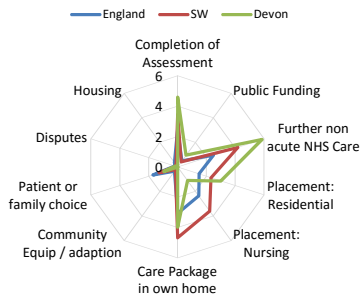 England SW Devon
Completion of
Assessment
6
Housing
Public Funding
4
Disputes
2
Further non
acute NHS Care
0
Patient or
family choice
Placement:
Residential
Community
Equip / adaption
Placement:
Nursing
Care Package
in own home